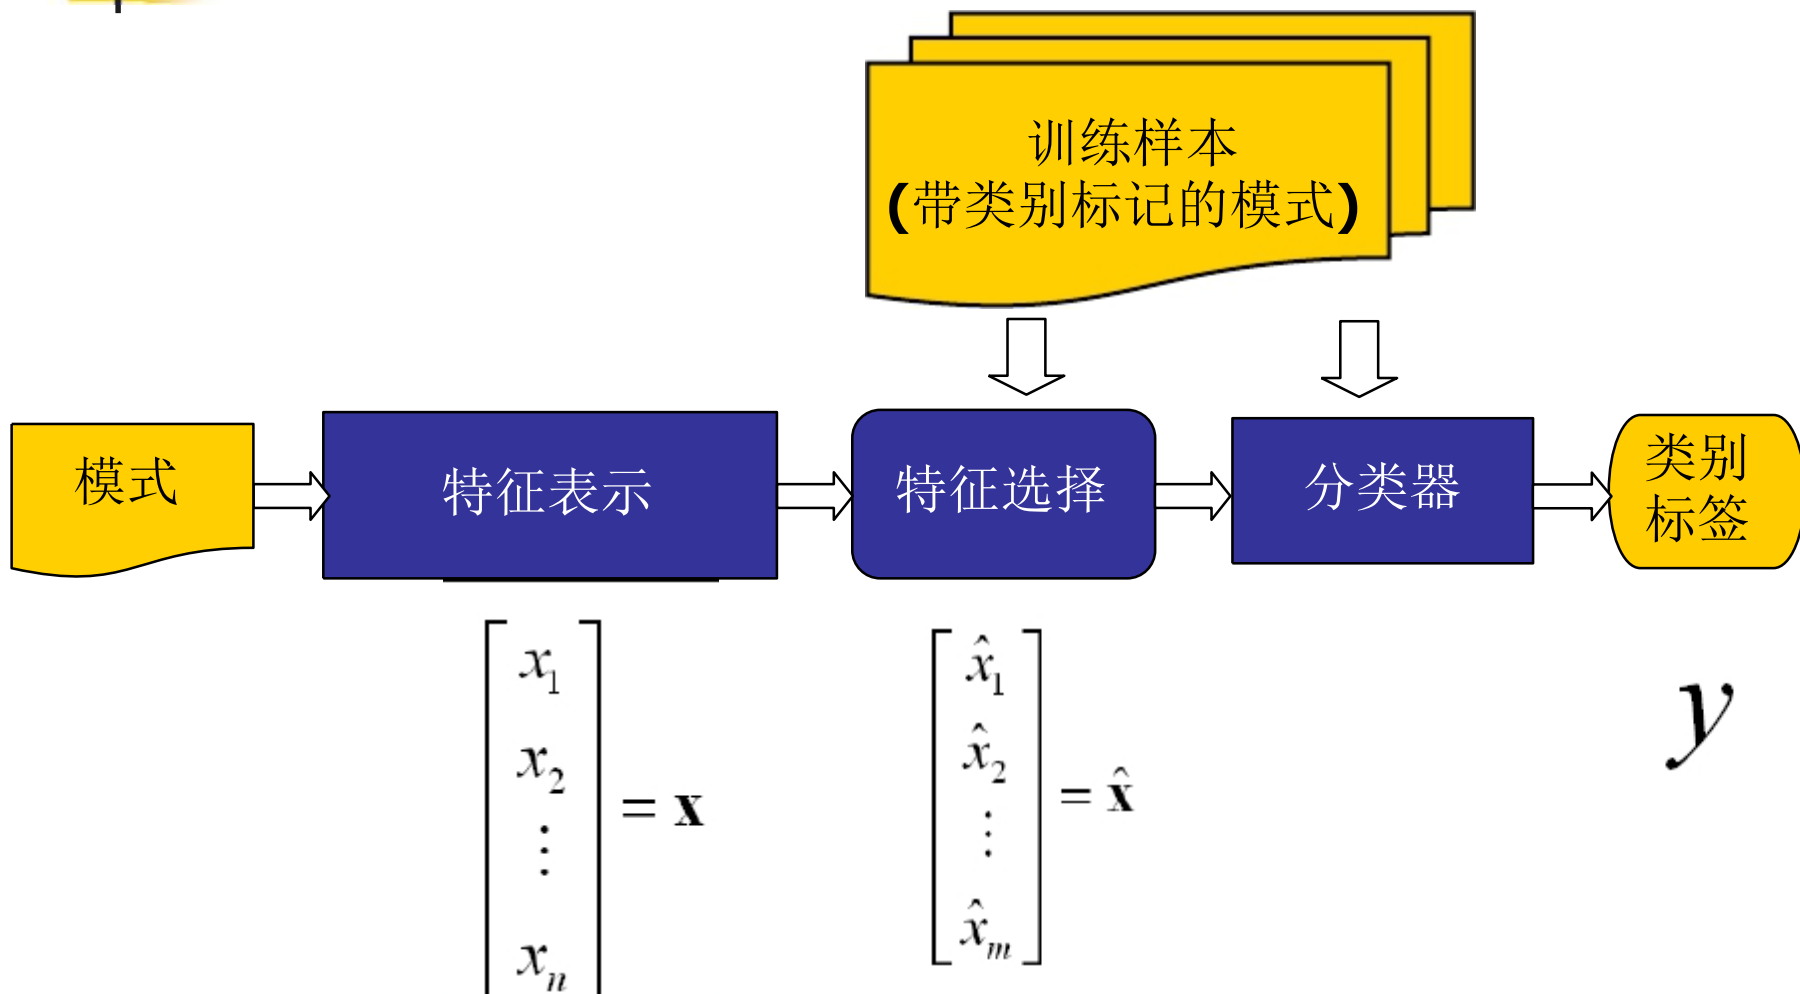 训练样本
(带类别标记的模式)
模式
特征表示
特征选择
分类器
类别
标签
x₁
x₂
⋮
xₙ
= x
x̂₁
x̂₂
⋮
x̂ₘ
= x̂
y